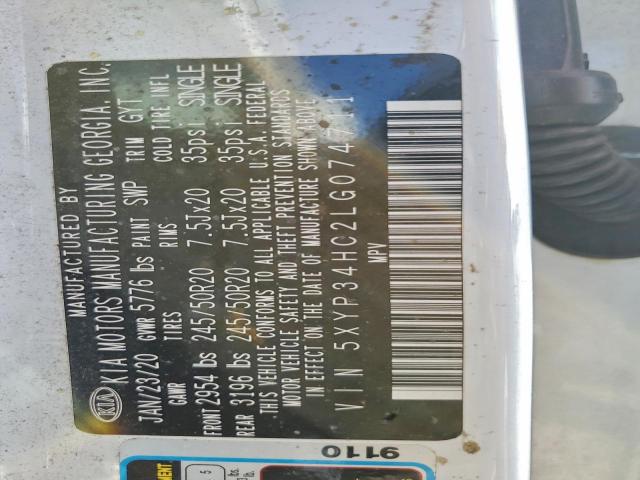 MANUFACTURED BY
KIA KIA MOTORS MANUFACTURING GEORGIA, INC.
JAN/23/20 GVWR 5776 lbs PAINT SWP TRIM GYT
GAWR TIRES RIMS COLD TIRE INFL
FRONT 2954 lbs 245/50R20 7.5Jx20 35psi SINGLE
REAR 3196 lbs 245/50R20 7.5Jx20 35psi SINGLE
THIS VEHICLE CONFORMS TO ALL APPLICABLE U.S.A. FEDERAL
MOTOR VEHICLE SAFETY AND THEFT PREVENTION STANDARDS
IN EFFECT ON THE DATE OF MANUFACTURE SHOWN ABOVE
VIN 5XYP34HC2LG074711
MPV
9110
5